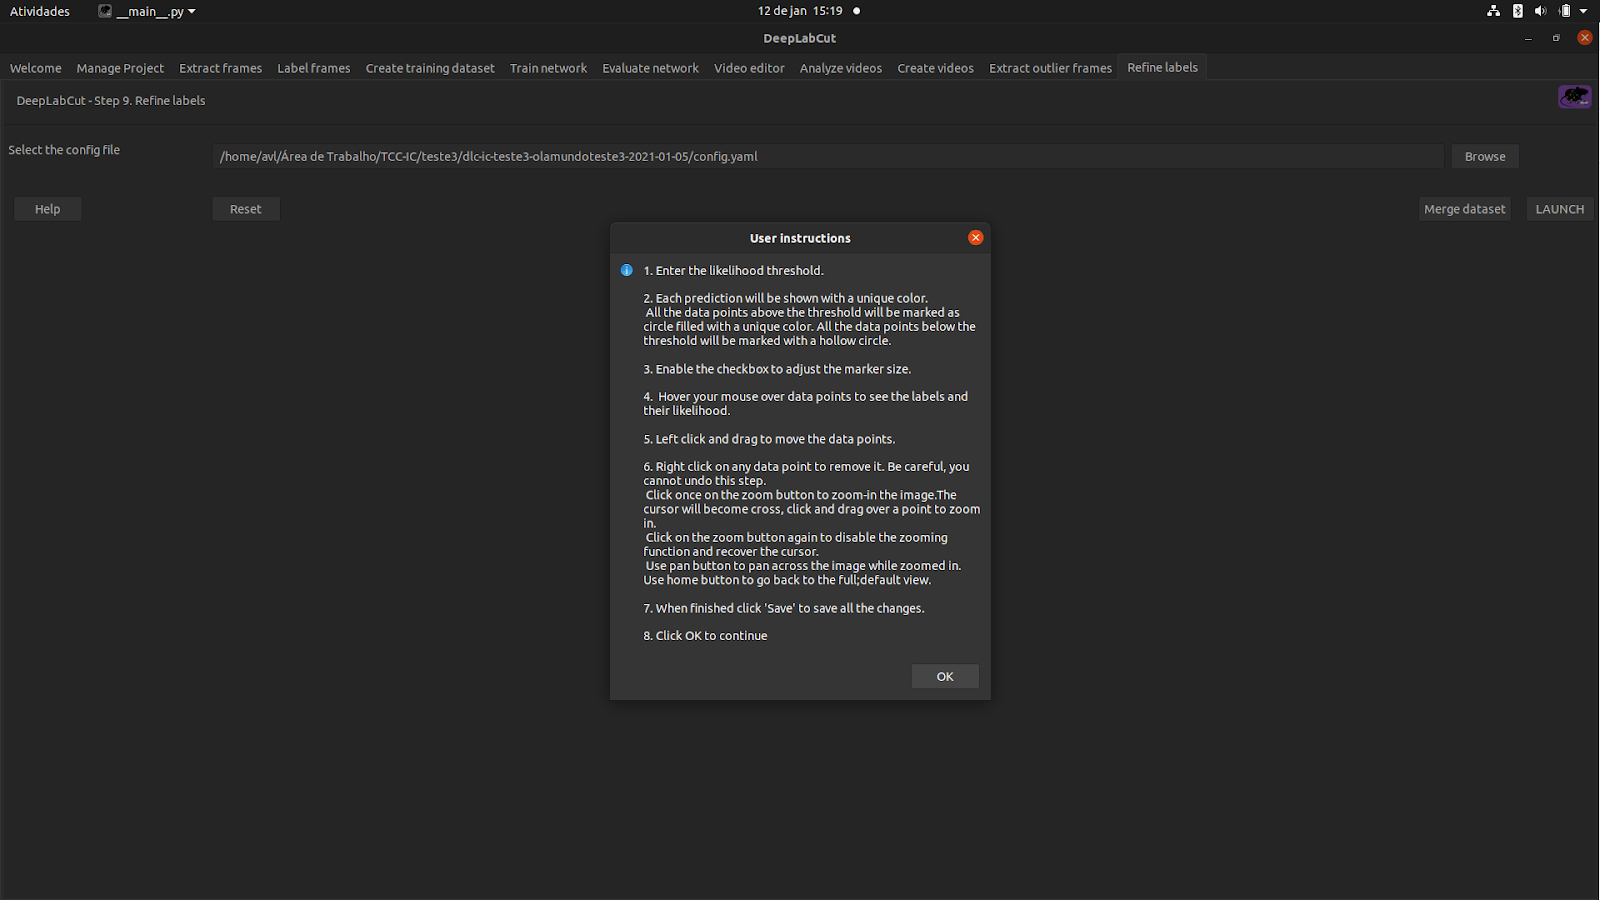 Atividades __main__.py 12 de jan 15:19
DeepLabCut
Welcome Manage Project Extract frames Label frames Create training dataset Train network Evaluate network Video editor Analyze videos Create videos Extract outlier frames Refine labels
DeepLabCut - Step 9. Refine labels
Select the config file /home/avl/Área de Trabalho/TCC-IC/teste3/dlc-ic-teste3-olamundoteste3-2021-01-05/config.yaml Browse
Help Reset Merge dataset LAUNCH
User instructions
1. Enter the likelihood threshold.
2. Each prediction will be shown with a unique color.
All the data points above the threshold will be marked as
circle filled with a unique color. All the data points below the
threshold will be marked with a hollow circle.
3. Enable the checkbox to adjust the marker size.
4. Hover your mouse over data points to see the labels and
their likelihood.
5. Left click and drag to move the data points.
6. Right click on any data point to remove it. Be careful, you
cannot undo this step.
Click once on the zoom button to zoom-in the image.The
cursor will become cross, click and drag over a point to zoom
in.
Click on the zoom button again to disable the zooming
function and recover the cursor.
Use pan button to pan across the image while zoomed in.
Use home button to go back to the full;default view.
7. When finished click 'Save' to save all the changes.
8. Click OK to continue
OK